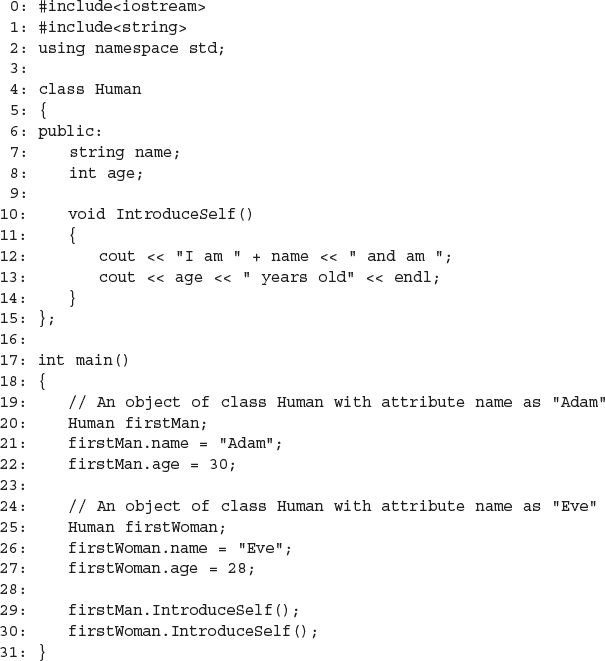 0: #include<iostream>
1: #include<string>
2: using namespace std;
3:
4: class Human
5: {
6: public:
7:    string name;
8:    int age;
9:
10:    void IntroduceSelf()
11:    {
12:       cout << "I am " + name << " and am ";
13:       cout << age << " years old" << endl;
14:    }
15: };
16:
17: int main()
18: {
19:    // An object of class Human with attribute name as "Adam"
20:    Human firstMan;
21:    firstMan.name = "Adam";
22:    firstMan.age = 30;
23:
24:    // An object of class Human with attribute name as "Eve"
25:    Human firstWoman;
26:    firstWoman.name = "Eve";
27:    firstWoman.age = 28;
28:
29:    firstMan.IntroduceSelf();
30:    firstWoman.IntroduceSelf();
31: }